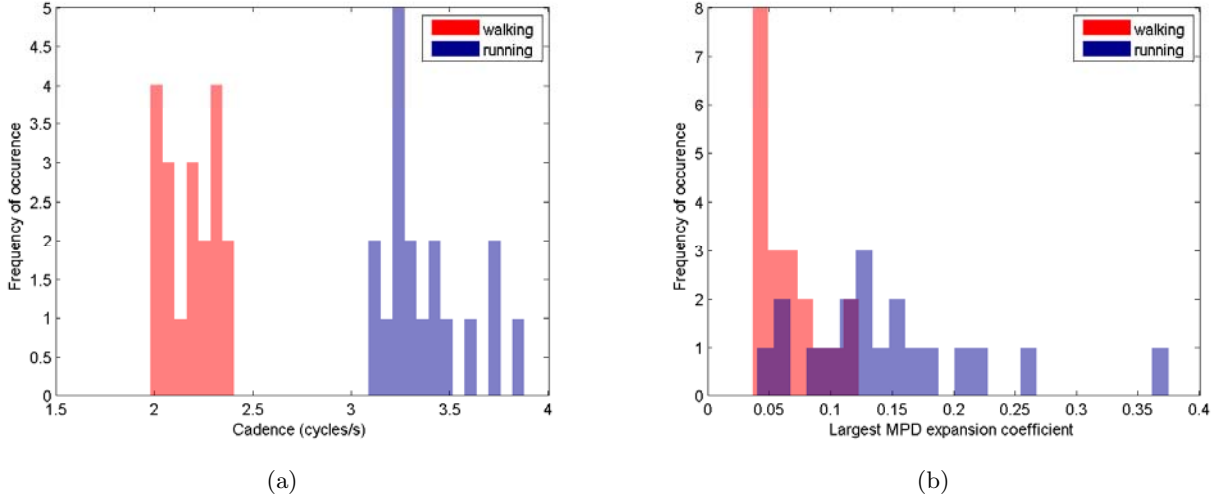 5
4.5
4
3.5
3
2.5
2
1.5
1
0.5
0
1.5 2 2.5 3 3.5 4
Frequency of occurence
Cadence (cycles/s)
walking
running
(a)
8
7
6
5
4
3
2
1
0
0 0.05 0.1 0.15 0.2 0.25 0.3 0.35 0.4
Frequency of occurence
Largest MPD expansion coefficient
walking
running
(b)